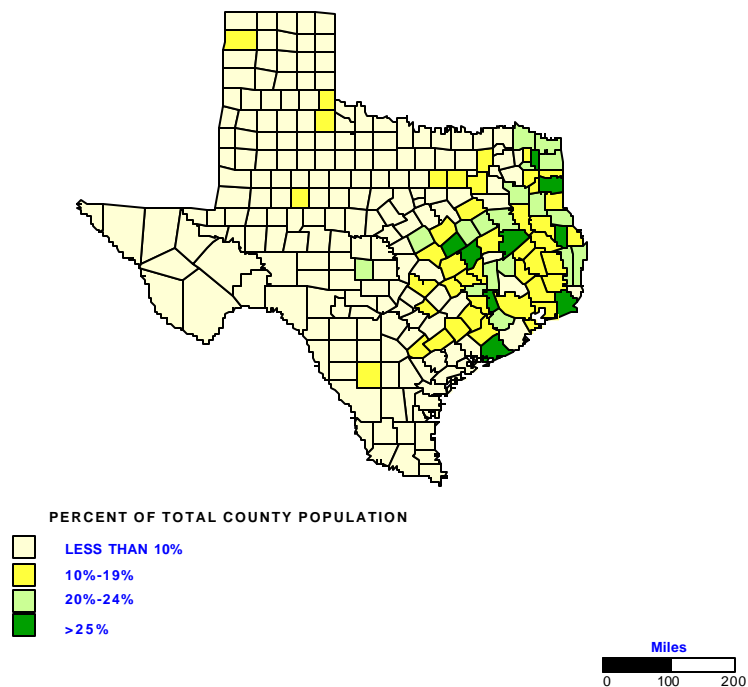 PERCENT OF TOTAL COUNTY POPULATION
LESS THAN 10%
10%-19%
20%-24%
>25%
Miles
0 100 200